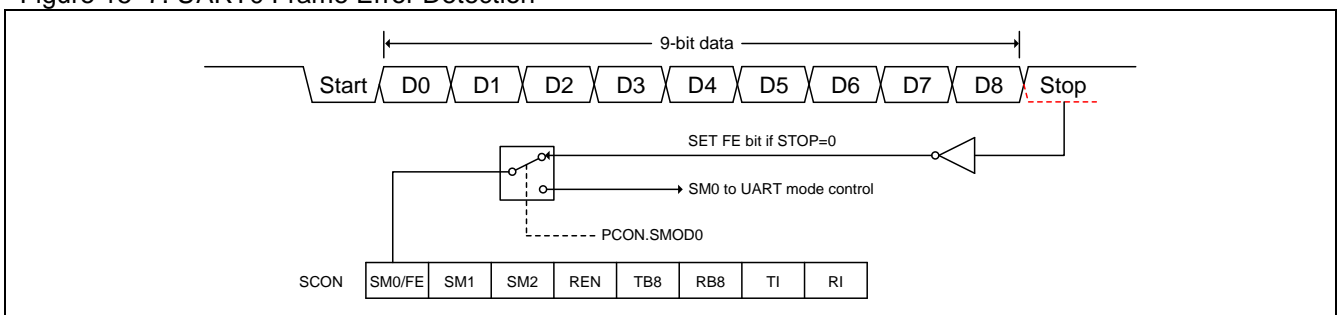 Figure UART0 Frame Error Detection
9-bit data
Start D0 D1 D2 D3 D4 D5 D6 D7 D8 Stop
SET FE bit if STOP=0
SM0 to UART mode control
PCON.SMOD0
SCON SM0/FE SM1 SM2 REN TB8 RB8 TI RI